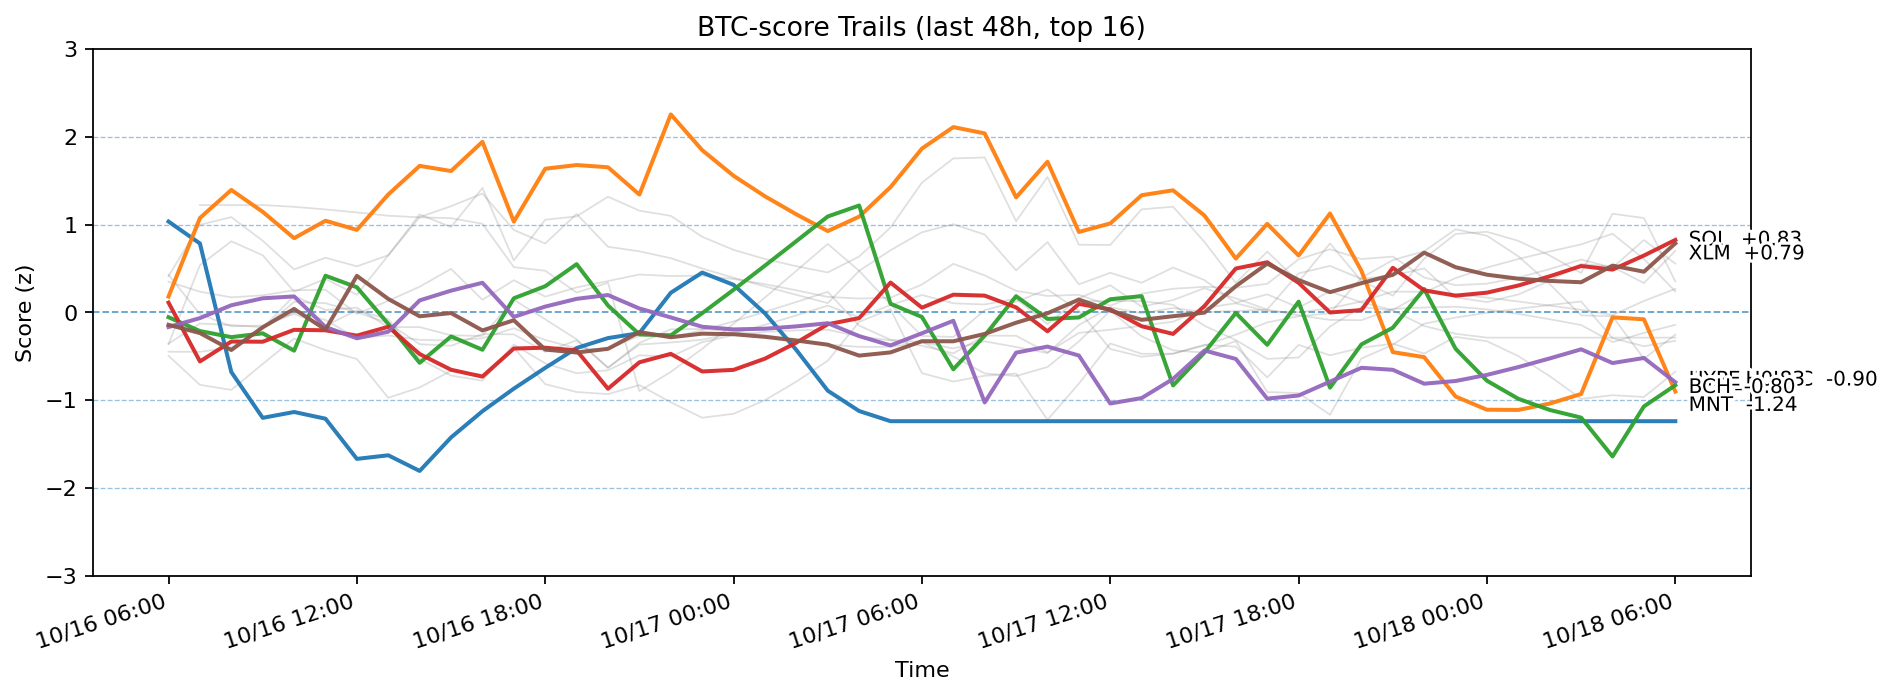 BTC-score Trails (last 48h, top 16)
3
2
1
0
−1
−2
−3
Score (z)
SOL +0.83
XLM +0.79
-0.90
BCH -0.80
MNT -1.24
10/16 06:00
10/16 12:00
10/16 18:00
10/17 00:00
10/17 06:00
10/17 12:00
10/17 18:00
10/18 00:00
10/18 06:00
Time